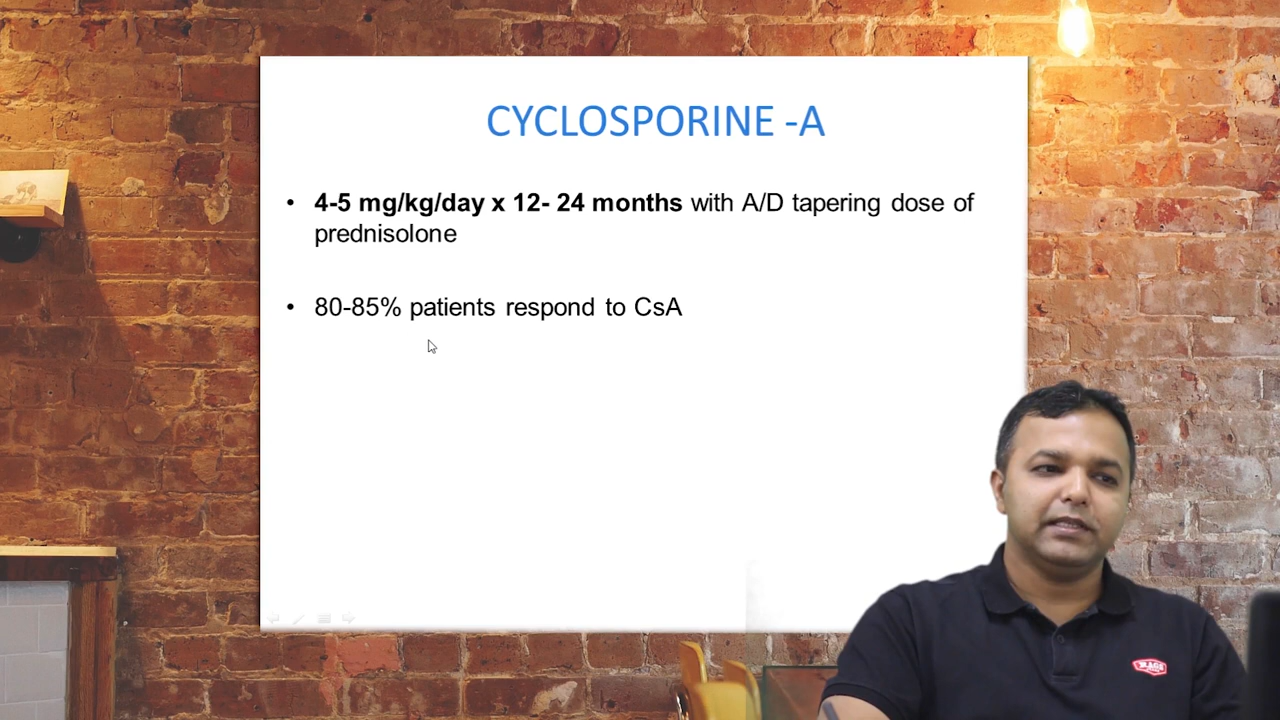 CYCLOSPORINE -A
• 4-5 mg/kg/day x 12- 24 months with A/D tapering dose of
prednisolone
• 80-85% patients respond to CsA